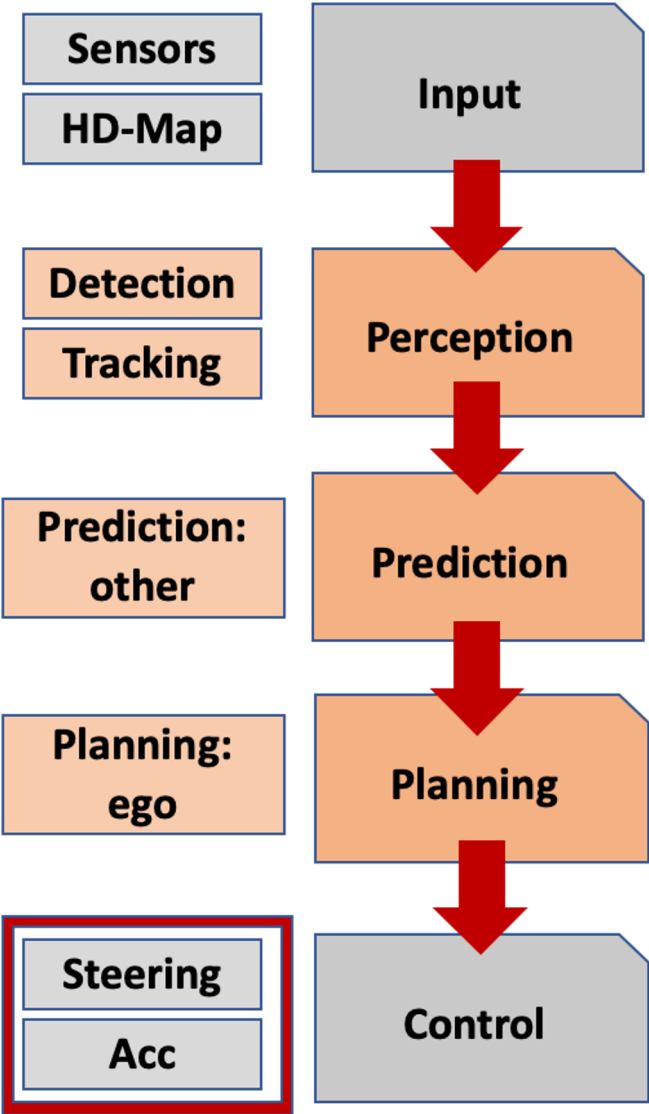 Sensors
HD-Map
Input
Detection
Tracking
Perception
Prediction:
other
Prediction
Planning:
ego
Planning
Steering
Acc
Control